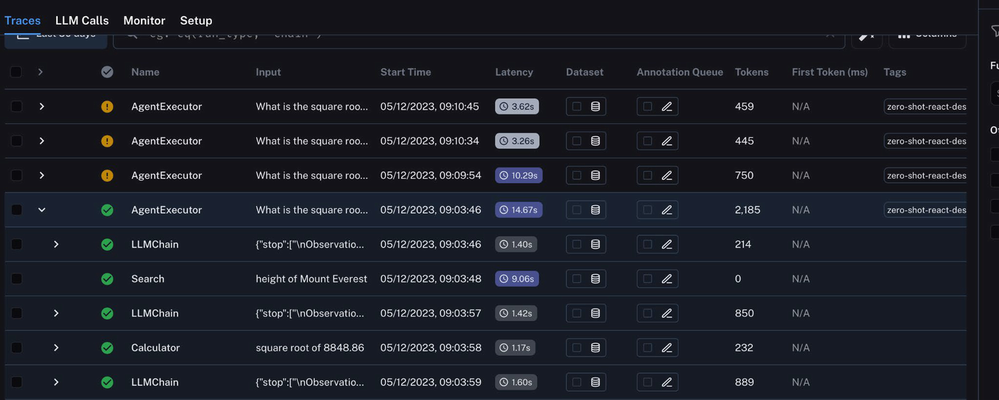 Traces LLM Calls Monitor Setup
Last 30 days eg. eq(run_type, "chain") Columns
Name Input Start Time Latency Dataset Annotation Queue Tokens First Token (ms) Tags
AgentExecutor What is the square roo... 05/12/2023, 09:10:45 3.62s 459 N/A zero-shot-react-des
AgentExecutor What is the square roo... 05/12/2023, 09:10:34 3.26s 445 N/A zero-shot-react-des
AgentExecutor What is the square roo... 05/12/2023, 09:09:54 10.29s 750 N/A zero-shot-react-des
AgentExecutor What is the square roo... 05/12/2023, 09:03:46 14.67s 2,185 N/A zero-shot-react-des
LLMChain {"stop":["\nObservatio... 05/12/2023, 09:03:46 1.40s 214 N/A
Search height of Mount Everest 05/12/2023, 09:03:48 9.06s 0 N/A
LLMChain {"stop":["\nObservatio... 05/12/2023, 09:03:57 1.42s 850 N/A
Calculator square root of 8848.86 05/12/2023, 09:03:58 1.17s 232 N/A
LLMChain {"stop":["\nObservatio... 05/12/2023, 09:03:59 1.60s 889 N/A